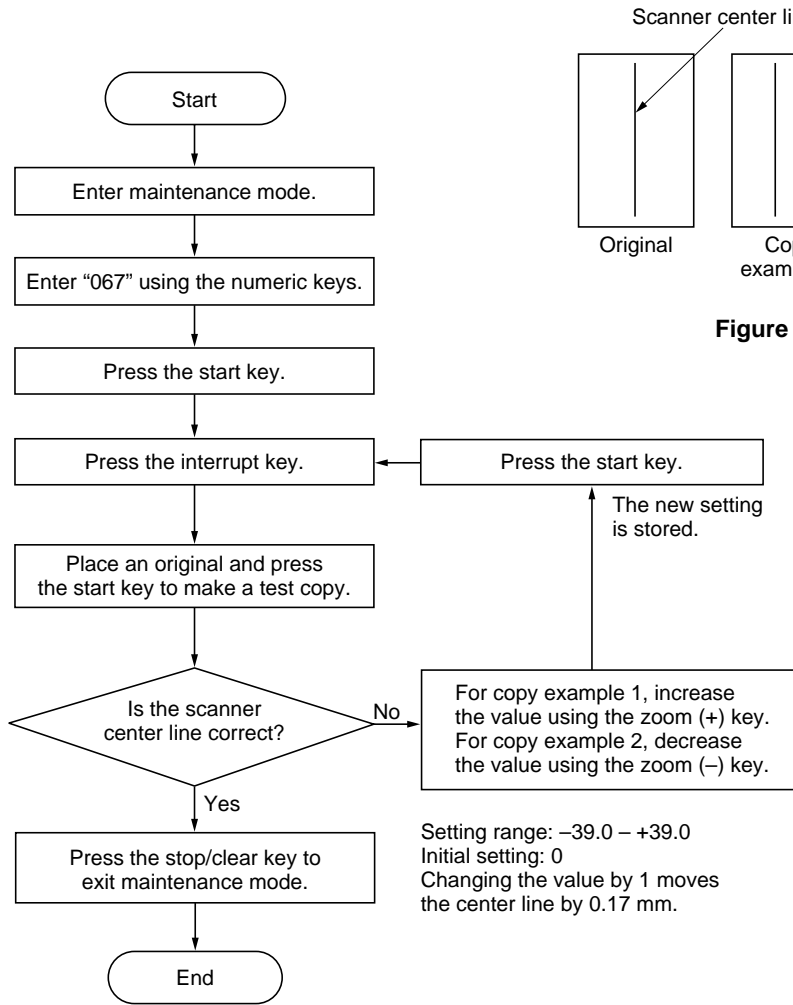 Scanner center li
Original
Cop
exam
Figure
Start
Enter maintenance mode.
Enter “067” using the numeric keys.
Press the start key.
Press the interrupt key.
Press the start key.
The new setting
is stored.
Place an original and press
the start key to make a test copy.
Is the scanner
center line correct?
No
Yes
For copy example 1, increase
the value using the zoom (+) key.
For copy example 2, decrease
the value using the zoom (–) key.
Press the stop/clear key to
exit maintenance mode.
End
Setting range: –39.0 – +39.0
Initial setting: 0
Changing the value by 1 moves
the center line by 0.17 mm.